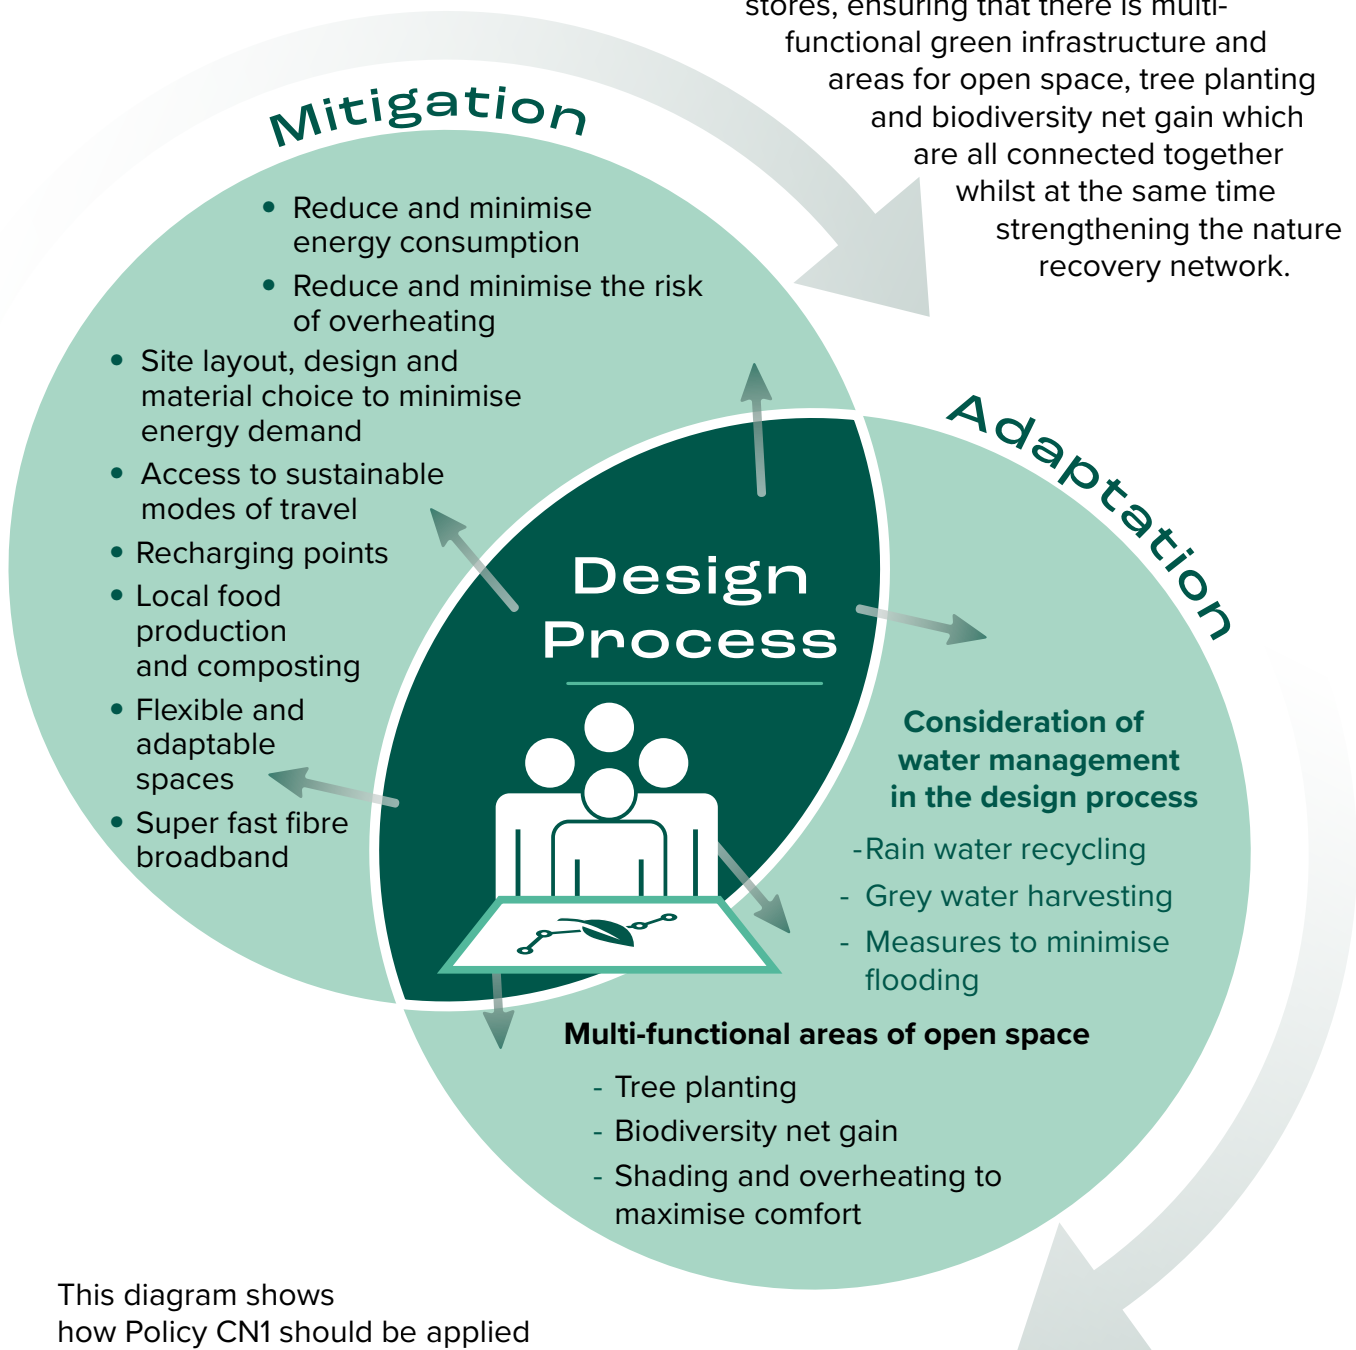 stores, ensuring that there is multi-
functional green infrastructure and
areas for open space, tree planting
and biodiversity net gain which
are all connected together
whilst at the same time
strengthening the nature
recovery network.
Mitigation
• Reduce and minimise
energy consumption
• Reduce and minimise the risk
of overheating
• Site layout, design and
material choice to minimise
energy demand
• Access to sustainable
modes of travel
• Recharging points
• Local food
production
and composting
• Flexible and
adaptable
spaces
• Super fast fibre
broadband
Design
Process
Adaptation
Consideration of
water management
in the design process
-Rain water recycling
- Grey water harvesting
- Measures to minimise
flooding
Multi-functional areas of open space
- Tree planting
- Biodiversity net gain
- Shading and overheating to
maximise comfort
This diagram shows
how Policy CN1 should be applied